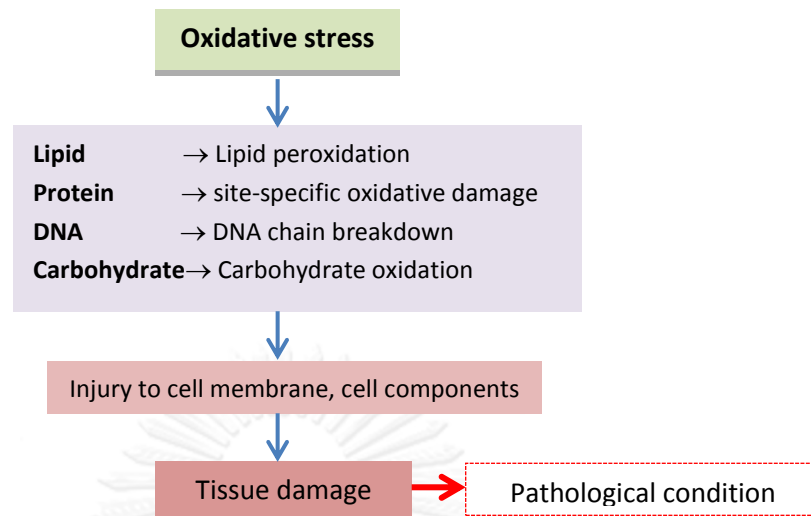 Oxidative stress
Lipid → Lipid peroxidation
Protein → site-specific oxidative damage
DNA → DNA chain breakdown
Carbohydrate→ Carbohydrate oxidation
Injury to cell membrane, cell components
Tissue damage
Pathological condition